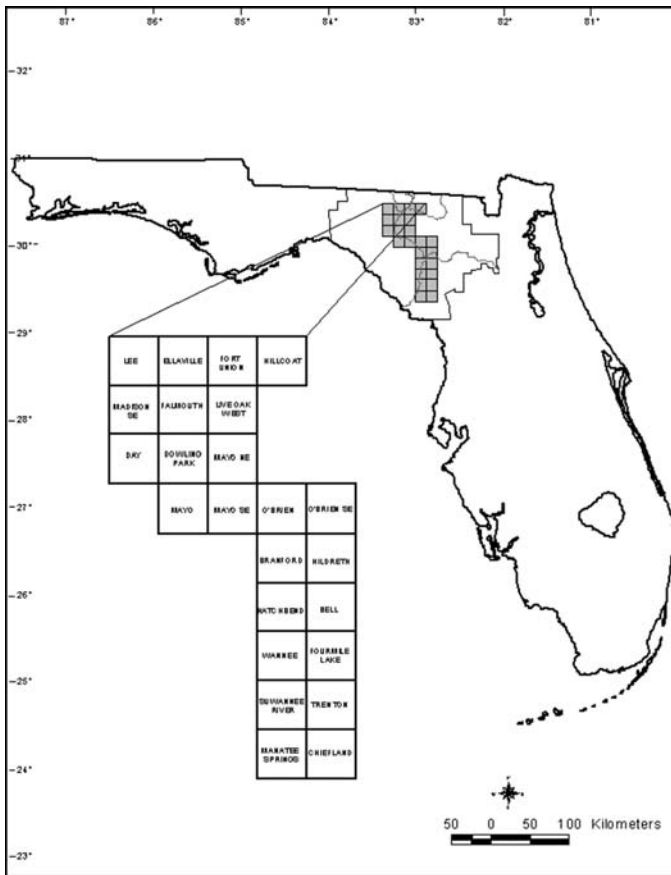 87° 86° 85° 84° 83° 82° 81°
32°
31°
30°
29°
28°
27°
26°
25°
24°
23°
LEE ELLAVILLE FORT UNION HILLCOAT
MADISON SE FALMOUTH LIVE OAK WEST
DAY DOWLING PARK MAYO NE
MAYO MAYO SE O'BRIEN O'BRIEN SE
BRANFORD HILDRETH
HATCHBEND BELL
WANNEE FOURMILE LAKE
SUWANNEE RIVER TRENTON
MANATEE SPRINGS CHIEFLAND
50 0 50 100 Kilometers